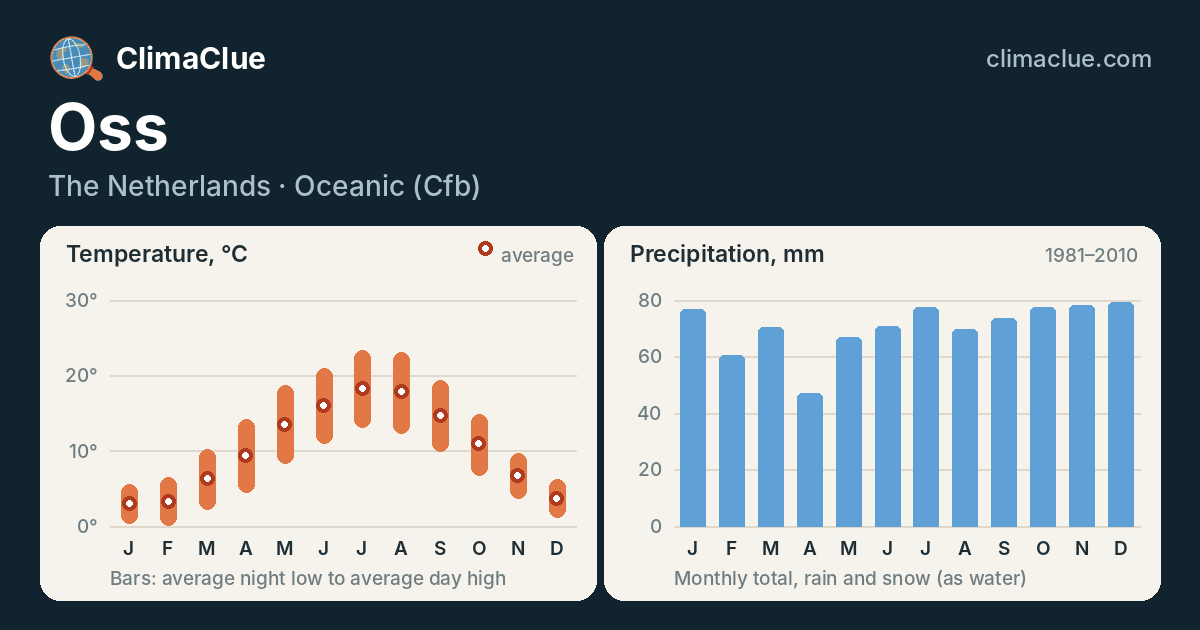 ClimaClue
climaclue.com
Oss
The Netherlands · Oceanic (Cfb)
Temperature, °C
average
30°
20°
10°
0°
J F M A M J J A S O N D
Bars: average night low to average day high
Precipitation, mm
1981–2010
80
60
40
20
0
J F M A M J J A S O N D
Monthly total, rain and snow (as water)